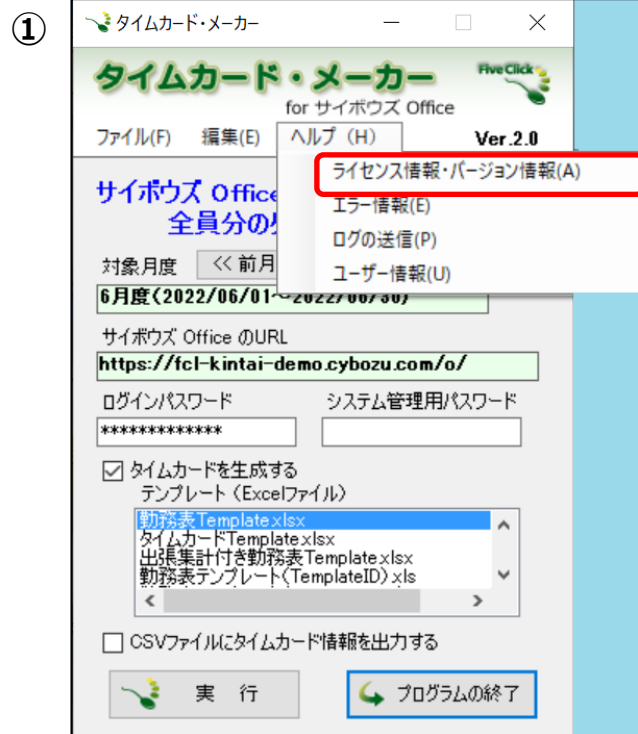 ①
タイムカード・メーカー
タイムカード・メーカー
FiveClick
for サイボウズ Office
ファイル(F) 編集(E) ヘルプ (H) Ver.2.0
ライセンス情報・バージョン情報(A)
エラー情報(E)
ログの送信(P)
ユーザー情報(U)
サイボウズ Office
全員分の
対象月度 << 前月
6月度(2022/06/01～2022/06/30)
サイボウズ Office のURL
https://fcl-kintai-demo.cybozu.com/o/
ログインパスワード システム管理用パスワード
*************
タイムカードを生成する
テンプレート (Excelファイル)
勤務表Template.xlsx
タイムカードTemplate.xlsx
出張集計付き勤務表Template.xlsx
勤務表テンプレート(TemplateID).xls
CSVファイルにタイムカード情報を出力する
実 行 プログラムの終了